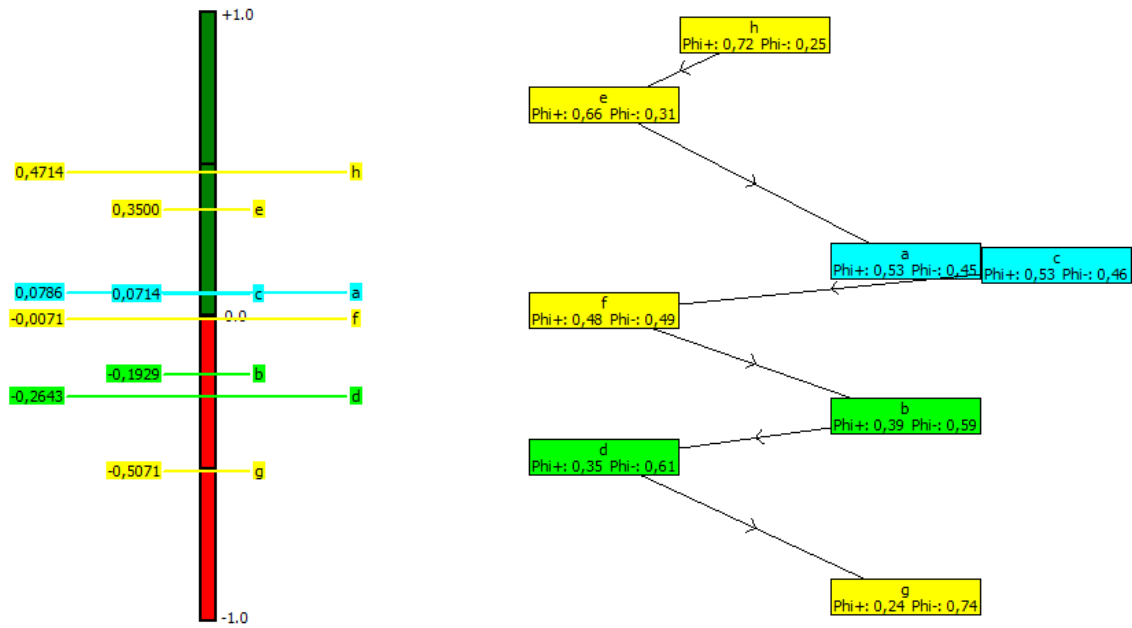 +1.0
0,4714
h
0,3500
e
0,0786
0,0714
c
a
-0,0071
0.0
f
-0,1929
b
-0,2643
d
-0,5071
g
-1.0
h
Phi+: 0,72 Phi-: 0,25
e
Phi+: 0,66 Phi-: 0,31
a
Phi+: 0,53 Phi-: 0,45
c
Phi+: 0,53 Phi-: 0,46
f
Phi+: 0,48 Phi-: 0,49
b
Phi+: 0,39 Phi-: 0,59
d
Phi+: 0,35 Phi-: 0,61
g
Phi+: 0,24 Phi-: 0,74